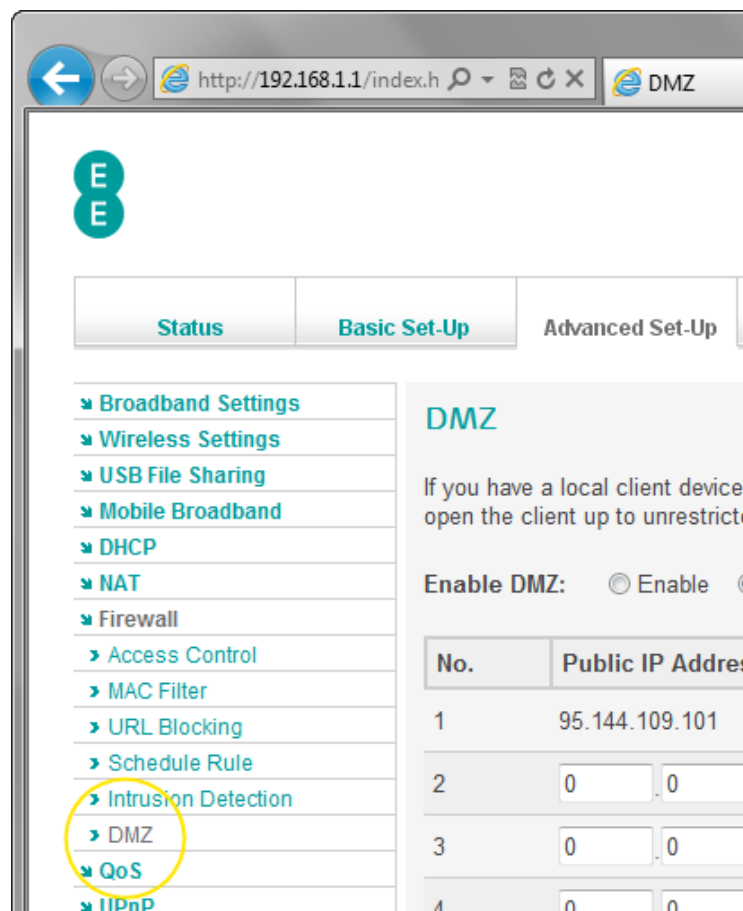 http://192.168.1.1/index.h
DMZ
E
E
Status
Basic Set-Up
Advanced Set-Up
Broadband Settings
Wireless Settings
USB File Sharing
Mobile Broadband
DHCP
NAT
Firewall
Access Control
MAC Filter
URL Blocking
Schedule Rule
Intrusion Detection
DMZ
QoS
UPnP
DMZ
If you have a local client device
open the client up to unrestricte
Enable DMZ: Enable
No. Public IP Addres
1 95.144.109.101
2 0 . 0
3 0 . 0
4 0 0